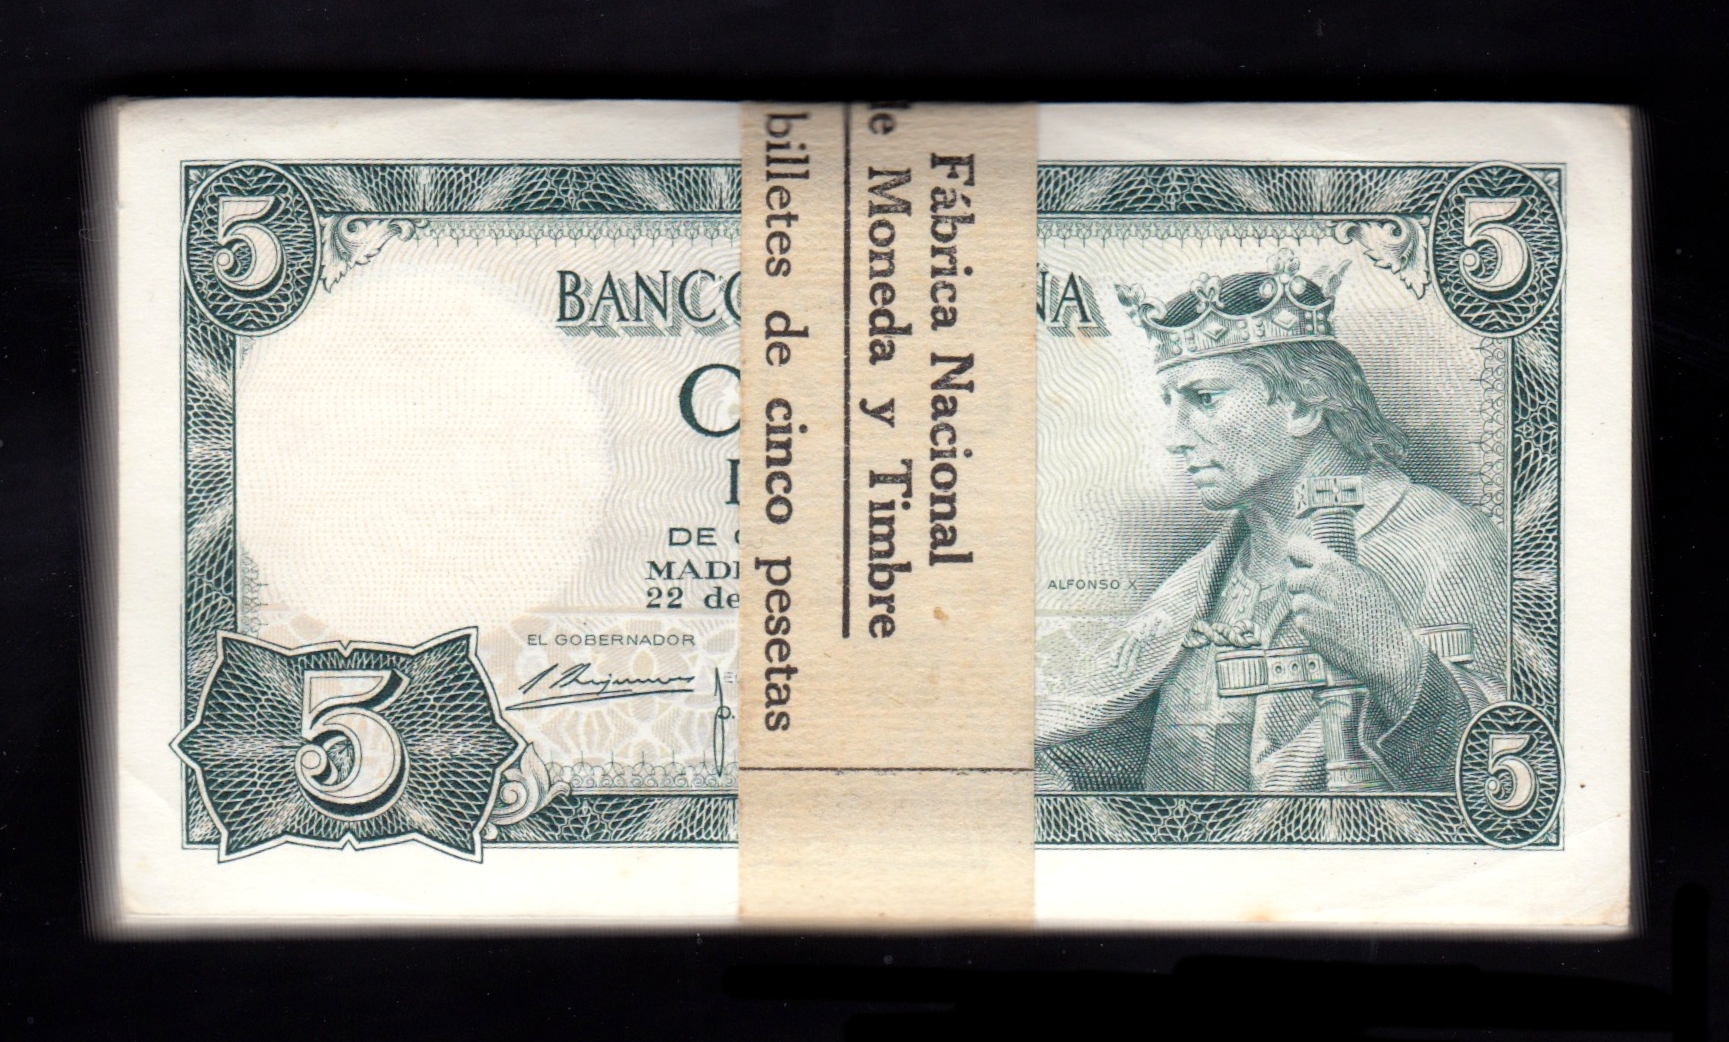 5
5
BANCO
NA
DE
22 de
ALFONSO X
EL GOBERNADOR
5
5
Fábrica Nacional
de Moneda y Timbre
billetes de cinco pesetas